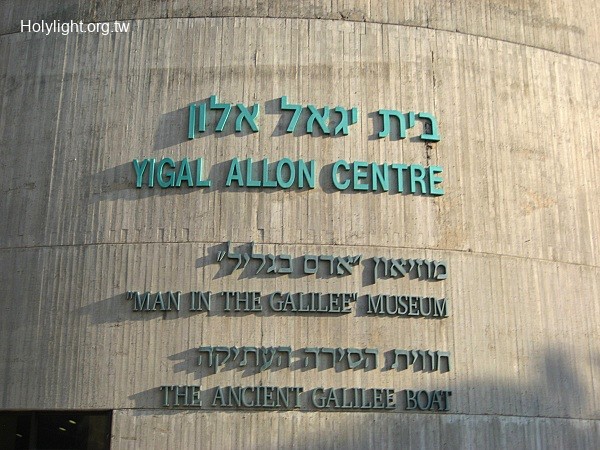 Holylight.org.tw
בית יגאל אלון
YIGAL ALLON CENTRE
מוזיאון "אדם בגליל"
"MAN IN THE GALILEE" MUSEUM
חווית הסירה העתיקה
THE ANCIENT GALILEE BOAT